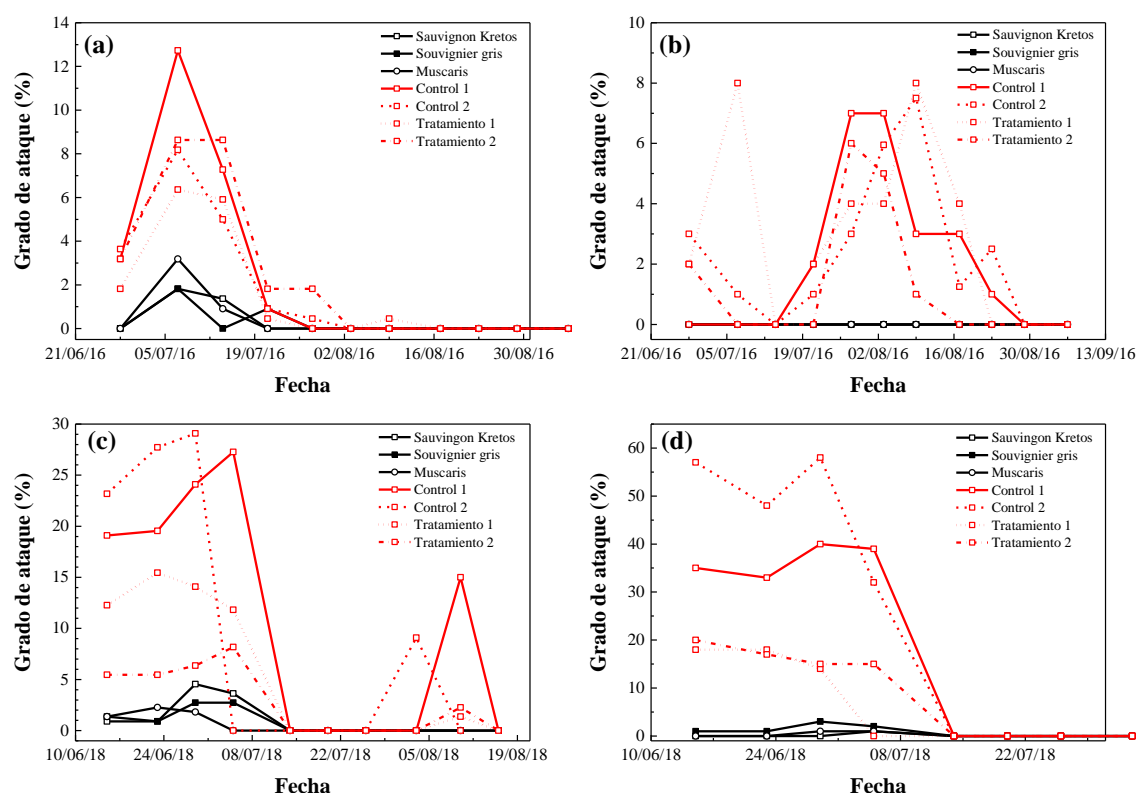 (a)
Grado de ataque (%)
14
12
10
8
6
4
2
0
Sauvignon Kretos
Souvignier gris
Muscaris
Control 1
Control 2
Tratamiento 1
Tratamiento 2
21/06/16 05/07/16 19/07/16 02/08/16 16/08/16 30/08/16
Fecha
(b)
Grado de ataque (%)
10
8
6
4
2
0
Sauvignon Kretos
Souvignier gris
Muscaris
Control 1
Control 2
Tratamiento 1
Tratamiento 2
21/06/16 05/07/16 19/07/16 02/08/16 16/08/16 30/08/16 13/09/16
Fecha
(c)
Grado de ataque (%)
30
25
20
15
10
5
0
Sauvingon Kretos
Souvignier gris
Muscaris
Control 1
Control 2
Tratamiento 1
Tratamiento 2
10/06/18 24/06/18 08/07/18 22/07/18 05/08/18 19/08/18
Fecha
(d)
Grado de ataque (%)
60
50
40
30
20
10
0
Sauvingon Kretos
Souvignier gris
Muscaris
Control 1
Control 2
Tratamiento 1
Tratamiento 2
10/06/18 24/06/18 08/07/18 22/07/18
Fecha